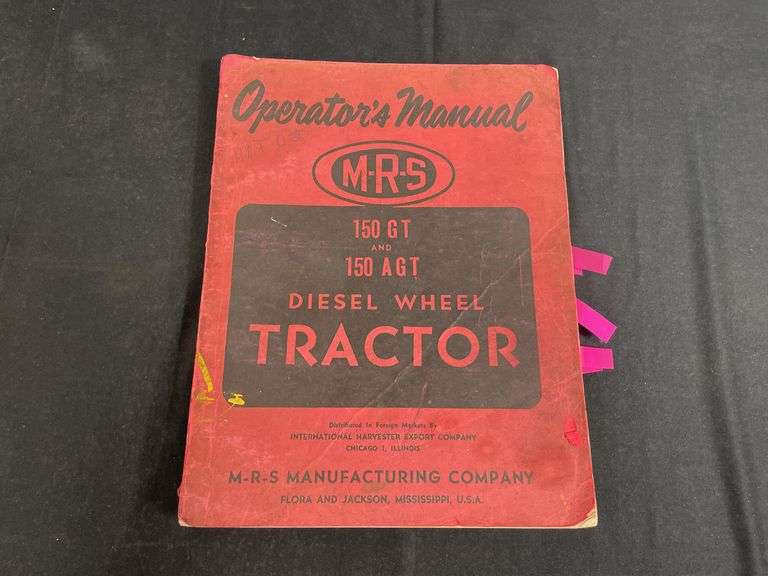 Operator's Manual
M-R-S
150 GT
AND
150 AGT
DIESEL WHEEL
TRACTOR
Distributed In Foreign Markets By
INTERNATIONAL HARVESTER EXPORT COMPANY
CHICAGO 1, ILLINOIS
M-R-S MANUFACTURING COMPANY
FLORA AND JACKSON, MISSISSIPPI, U.S.A.